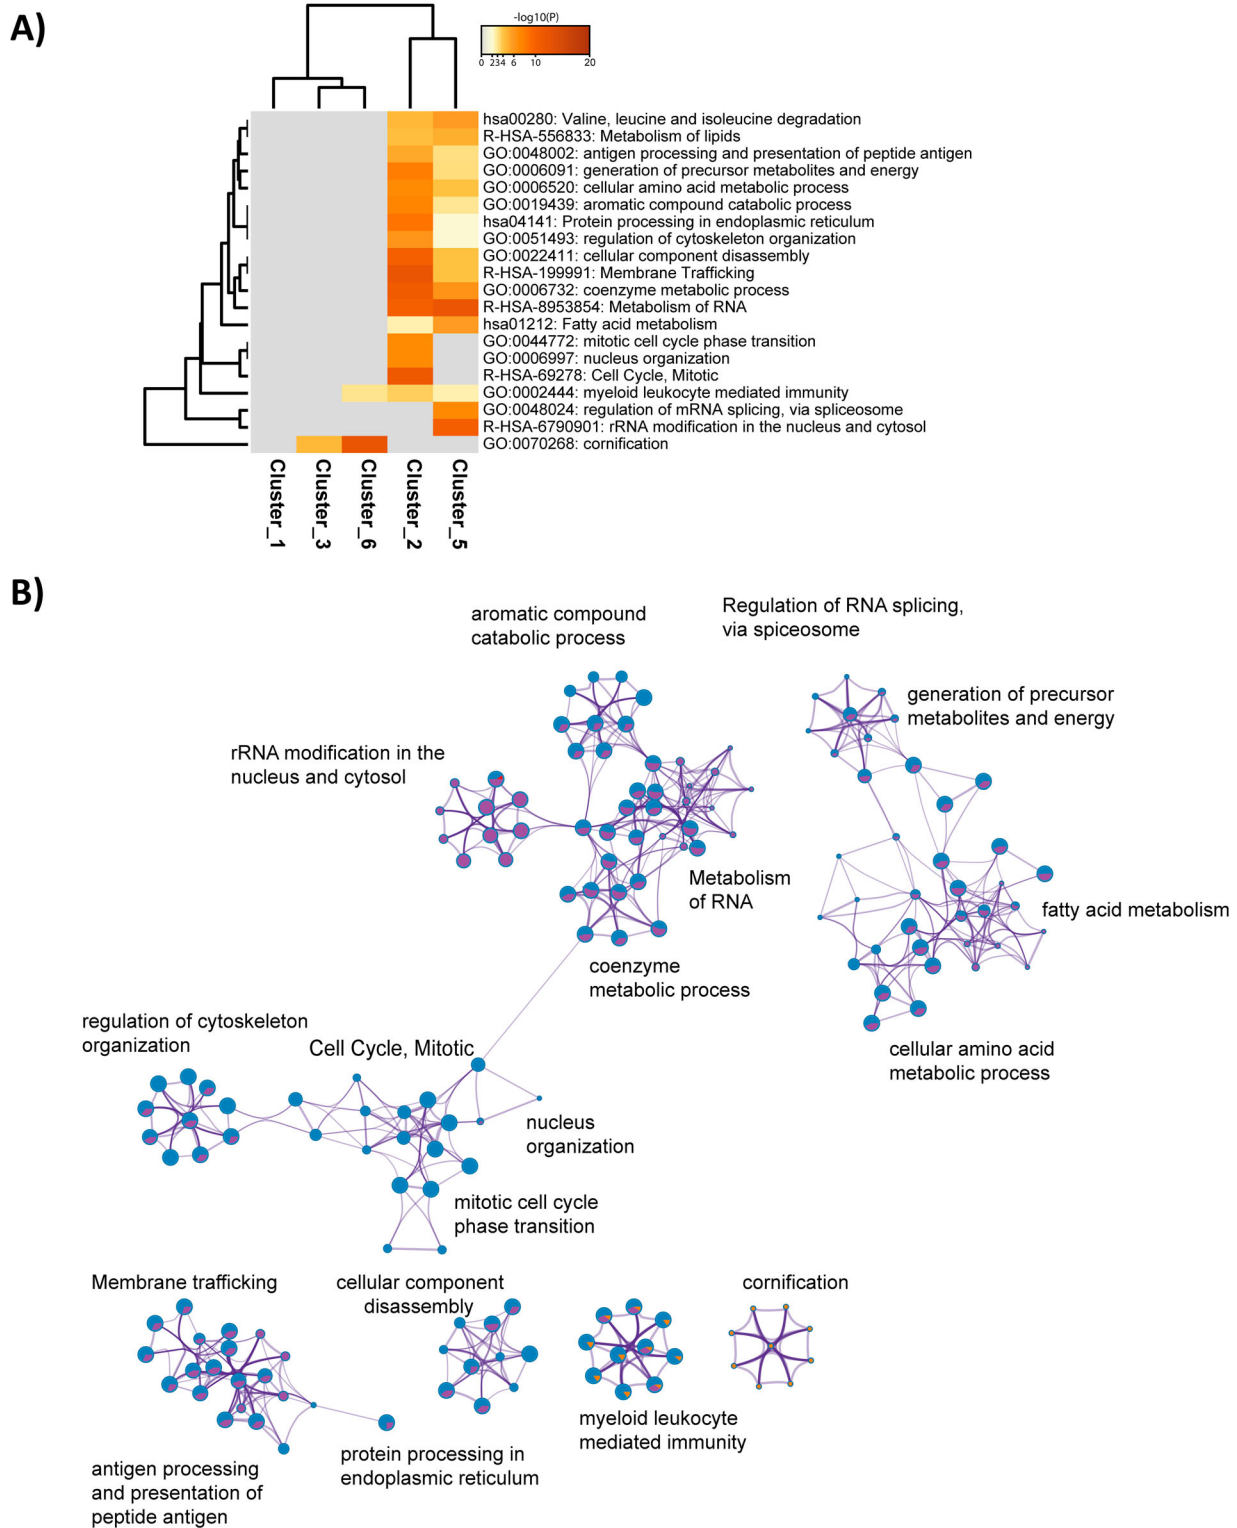 A)
-log10(P)
0 2 3 4 6 10 20
hsa00280: Valine, leucine and isoleucine degradation
R-HSA-556833: Metabolism of lipids
GO:0048002: antigen processing and presentation of peptide antigen
GO:0006091: generation of precursor metabolites and energy
GO:0006520: cellular amino acid metabolic process
GO:0019439: aromatic compound catabolic process
hsa04141: Protein processing in endoplasmic reticulum
GO:0051493: regulation of cytoskeleton organization
GO:0022411: cellular component disassembly
R-HSA-199991: Membrane Trafficking
GO:0006732: coenzyme metabolic process
R-HSA-8953854: Metabolism of RNA
hsa01212: Fatty acid metabolism
GO:0044772: mitotic cell cycle phase transition
GO:0006997: nucleus organization
R-HSA-69278: Cell Cycle, Mitotic
GO:0002444: myeloid leukocyte mediated immunity
GO:0048024: regulation of mRNA splicing, via spliceosome
R-HSA-6790901: rRNA modification in the nucleus and cytosol
GO:0070268: cornification
Cluster_1
Cluster_3
Cluster_6
Cluster_2
Cluster_5
B)
aromatic compound
catabolic process
Regulation of RNA splicing,
via spiceosome
generation of precursor
metabolites and energy
rRNA modification in the
nucleus and cytosol
Metabolism
of RNA
fatty acid metabolism
coenzyme
metabolic process
regulation of cytoskeleton
organization
Cell Cycle, Mitotic
cellular amino acid
metabolic process
nucleus
organization
mitotic cell cycle
phase transition
Membrane trafficking
cellular component
disassembly
cornification
myeloid leukocyte
mediated immunity
protein processing in
endoplasmic reticulum
antigen processing
and presentation of
peptide antigen